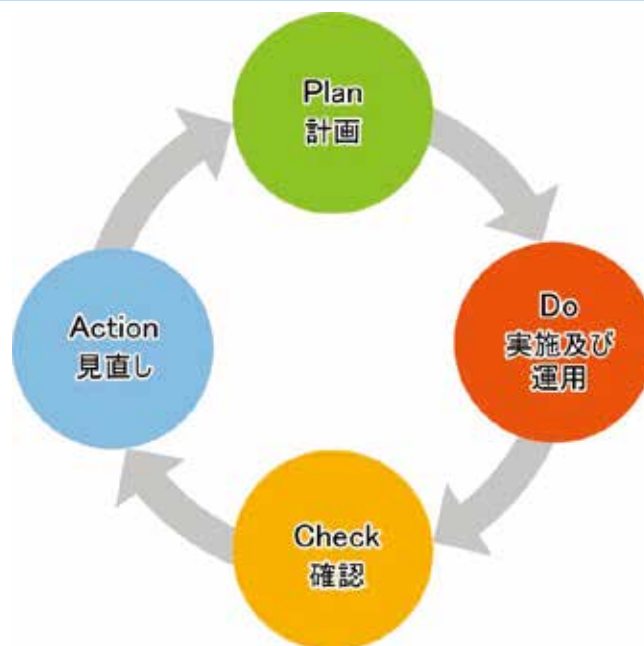 Plan
計画
Do
実施及び
運用
Check
確認
Action
見直し